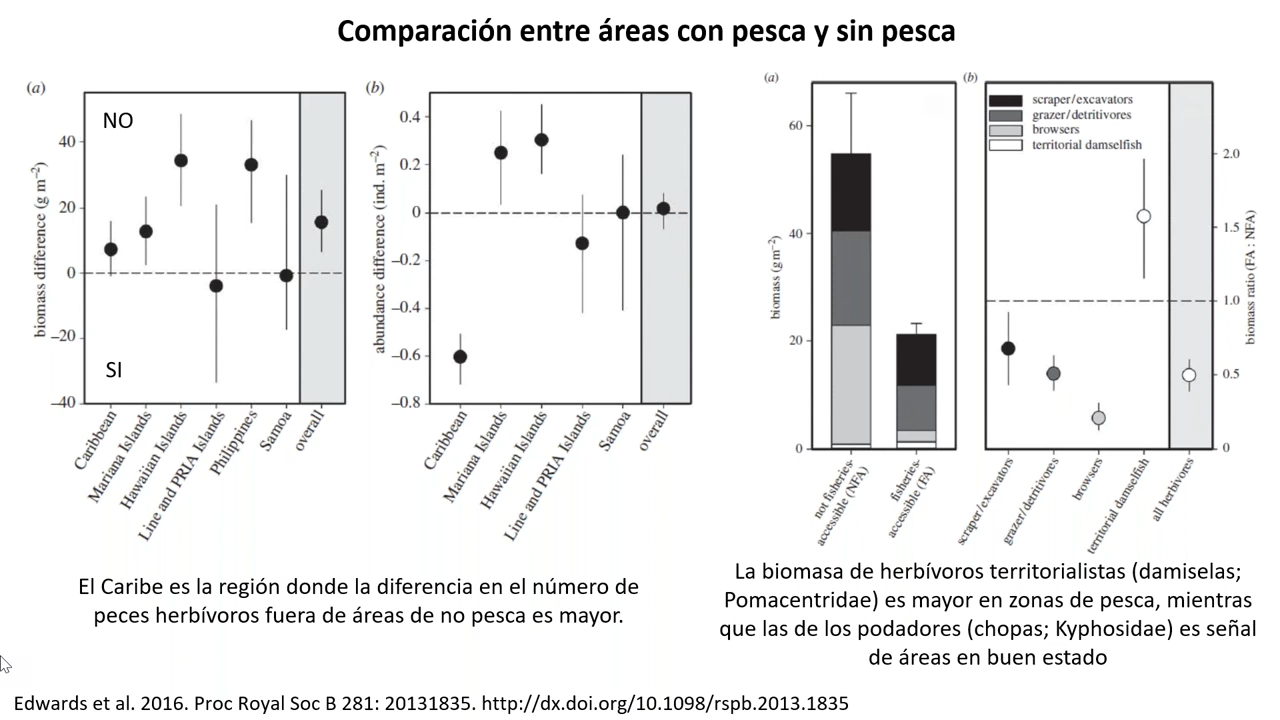 Comparación entre áreas con pesca y sin pesca
(a)
NO
SI
biomass difference (g m⁻²)
40
20
0
–20
–40
Caribbean
Mariana Islands
Hawaiian Islands
Line and PRIA Islands
Philippines
Samoa
overall
(b)
abundance difference (ind. m⁻²)
0.4
0.2
0
–0.2
–0.4
–0.6
–0.8
Caribbean
Mariana Islands
Hawaiian Islands
Line and PRIA Islands
Samoa
overall
(a)
biomass (g m⁻²)
60
40
20
0
not fisheries-
accessible (NFA)
fisheries-
accessible (FA)
(b)
scraper/excavators
grazer/detritivores
browsers
territorial damselfish
2.0
1.5
1.0
0.5
0
biomass ratio (FA : NFA)
scraper/excavators
grazer/detritivores
browsers
territorial damselfish
all herbivores
El Caribe es la región donde la diferencia en el número de
peces herbívoros fuera de áreas de no pesca es mayor.
La biomasa de herbívoros territorialistas (damiselas;
Pomacentridae) es mayor en zonas de pesca, mientras
que las de los podadores (chopas; Kyphosidae) es señal
de áreas en buen estado
Edwards et al. 2016. Proc Royal Soc B 281: 20131835. http://dx.doi.org/10.1098/rspb.2013.1835